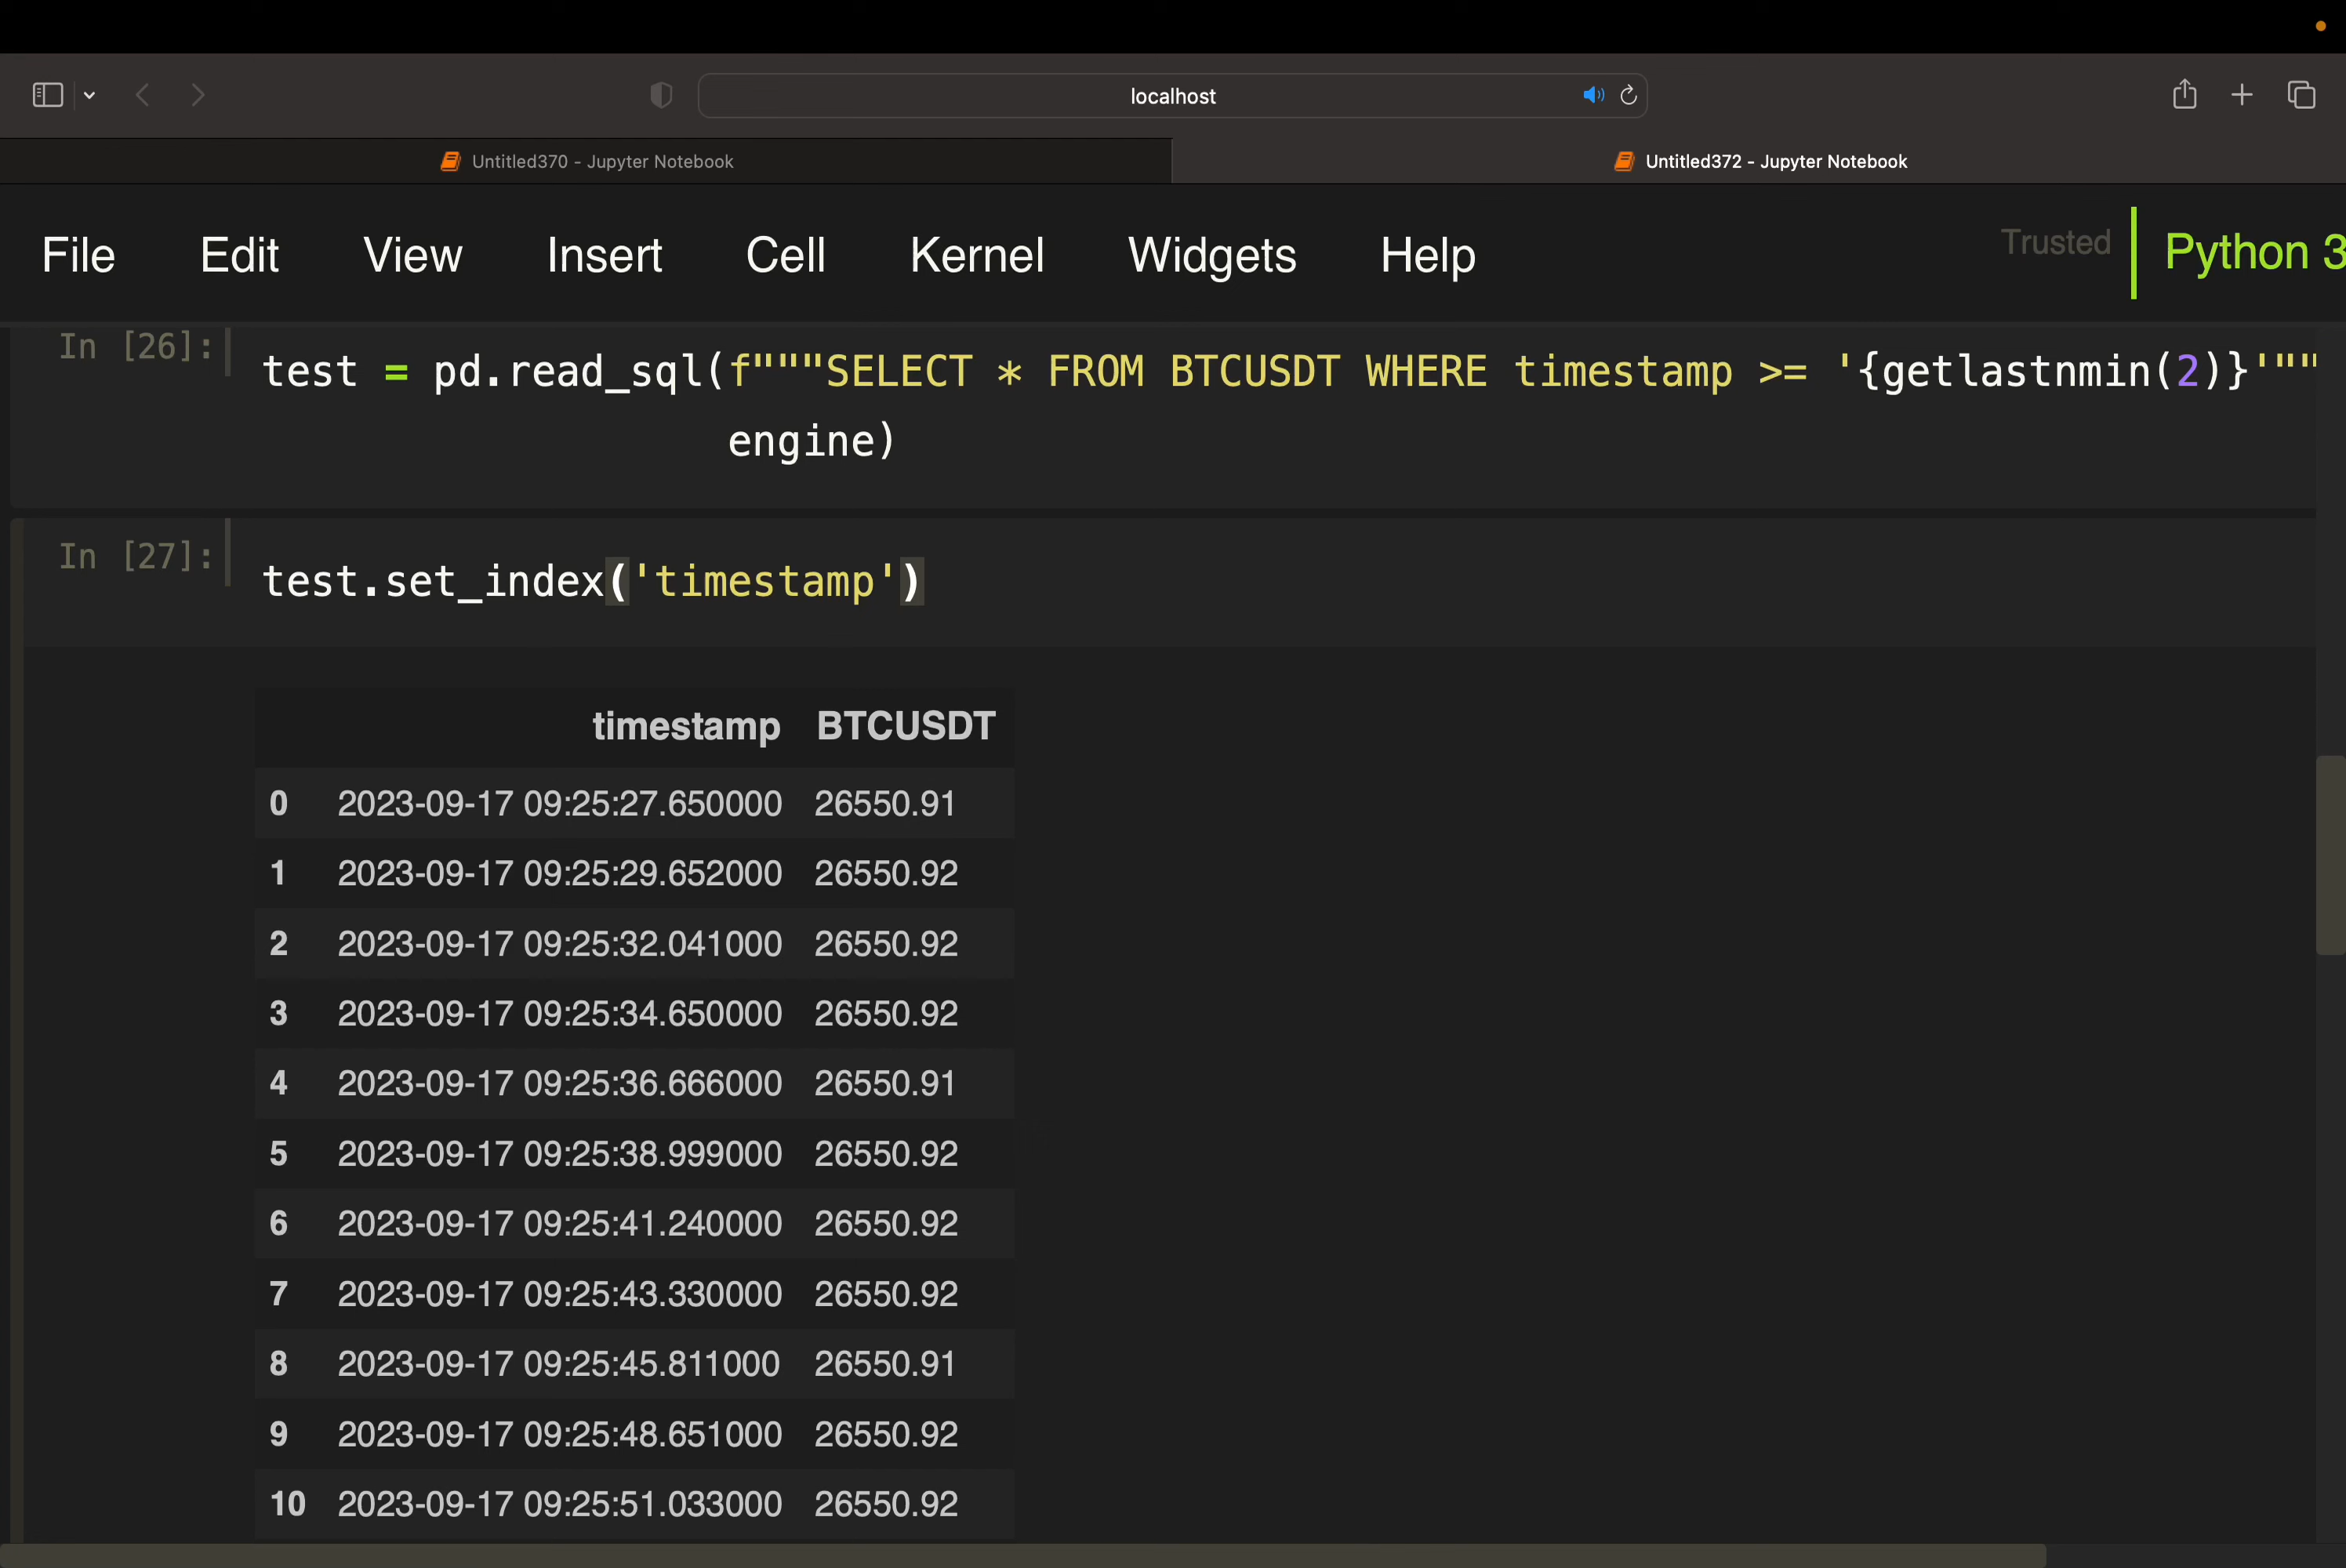 localhost
Untitled370 - Jupyter Notebook
Untitled372 - Jupyter Notebook
File Edit View Insert Cell Kernel Widgets Help
Trusted
Python 3
In [26]:
test = pd.read_sql(f"""SELECT * FROM BTCUSDT WHERE timestamp >= '{getlastnmin(2)}'"""
engine)
In [27]:
test.set_index('timestamp')
timestamp BTCUSDT
0 2023-09-17 09:25:27.650000 26550.91
1 2023-09-17 09:25:29.652000 26550.92
2 2023-09-17 09:25:32.041000 26550.92
3 2023-09-17 09:25:34.650000 26550.92
4 2023-09-17 09:25:36.666000 26550.91
5 2023-09-17 09:25:38.999000 26550.92
6 2023-09-17 09:25:41.240000 26550.92
7 2023-09-17 09:25:43.330000 26550.92
8 2023-09-17 09:25:45.811000 26550.91
9 2023-09-17 09:25:48.651000 26550.92
10 2023-09-17 09:25:51.033000 26550.92